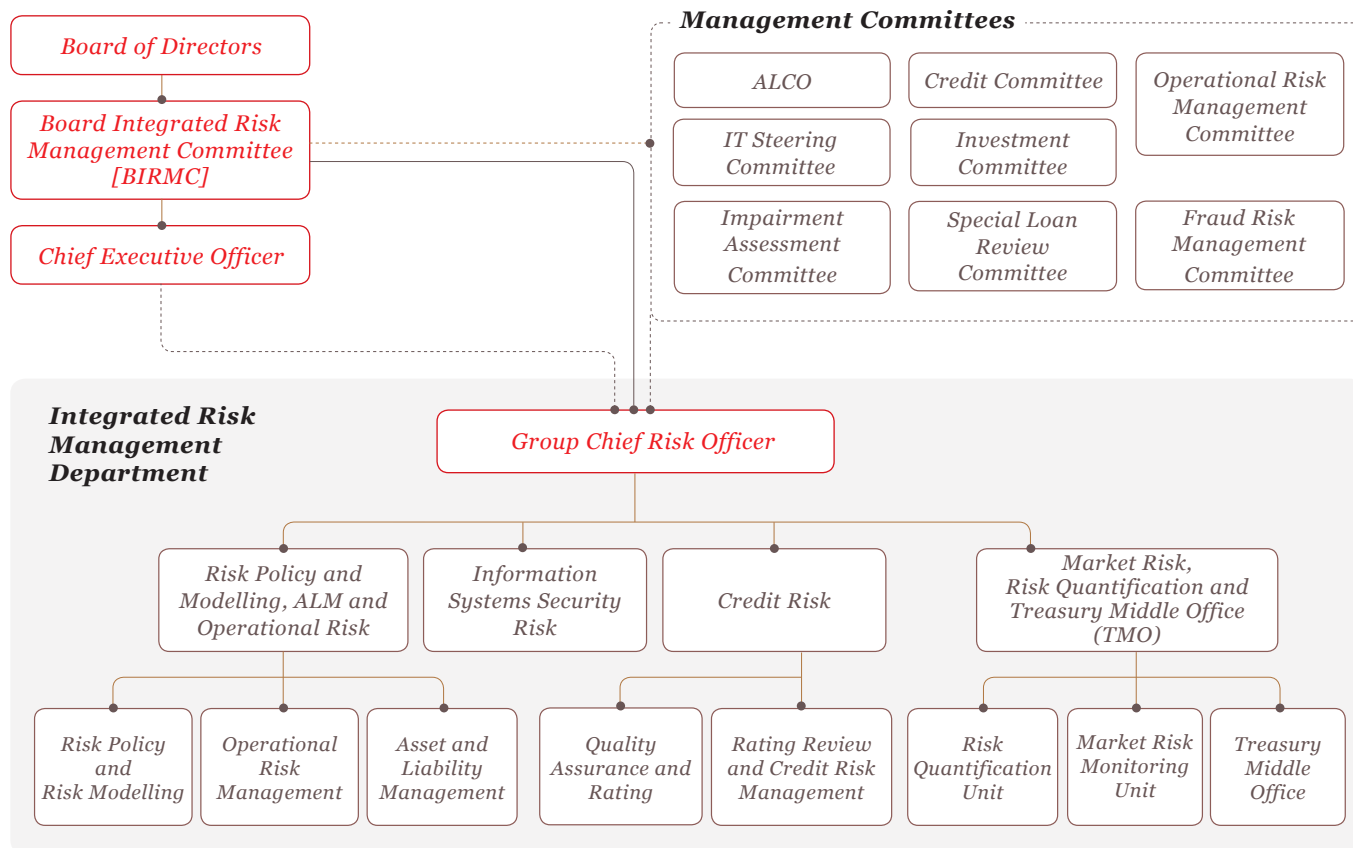 Board of Directors
Board Integrated Risk
Management Committee
[BIRMC]
Chief Executive Officer
Management Committees
ALCO
Credit Committee
Operational Risk
Management
Committee
IT Steering
Committee
Investment
Committee
Impairment
Assessment
Committee
Special Loan
Review
Committee
Fraud Risk
Management
Committee
Integrated Risk
Management
Department
Group Chief Risk Officer
Risk Policy and
Modelling, ALM and
Operational Risk
Information
Systems Security
Risk
Credit Risk
Market Risk,
Risk Quantification and
Treasury Middle Office
(TMO)
Risk Policy
and
Risk Modelling
Operational
Risk
Management
Asset and
Liability
Management
Quality
Assurance and
Rating
Rating Review
and Credit Risk
Management
Risk
Quantification
Unit
Market Risk
Monitoring
Unit
Treasury
Middle
Office